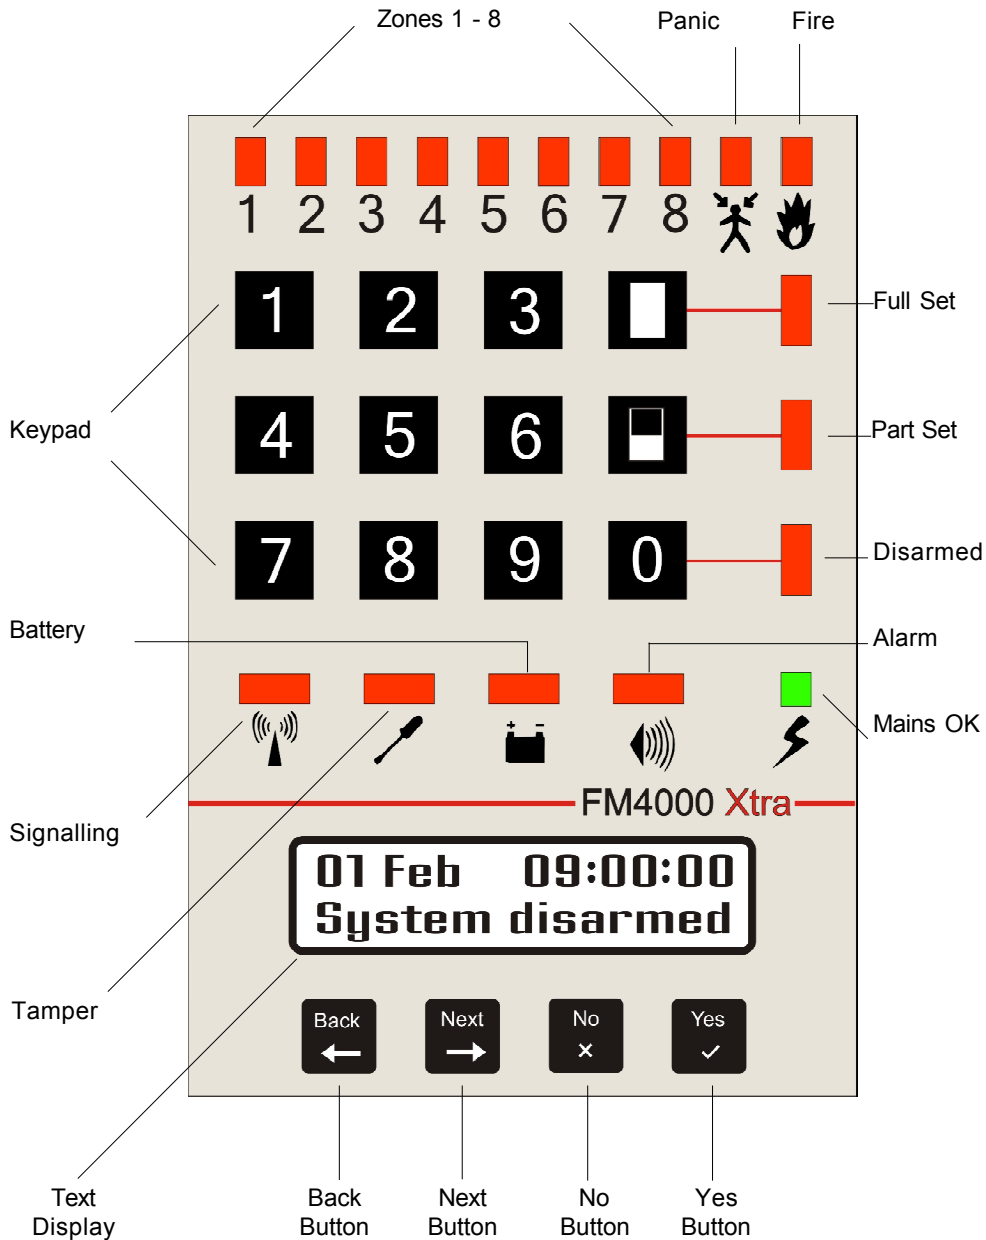 Zones 1 - 8
Panic
Fire
1 2 3 4 5 6 7 8
1 2 3
Full Set
Keypad
4 5 6
Part Set
7 8 9 0
Disarmed
Battery
Alarm
+ -
Mains OK
Signalling
FM4000 Xtra
01 Feb 09:00:00
System disarmed
Tamper
Back
Next
No
Yes
Text
Display
Back
Button
Next
Button
No
Button
Yes
Button